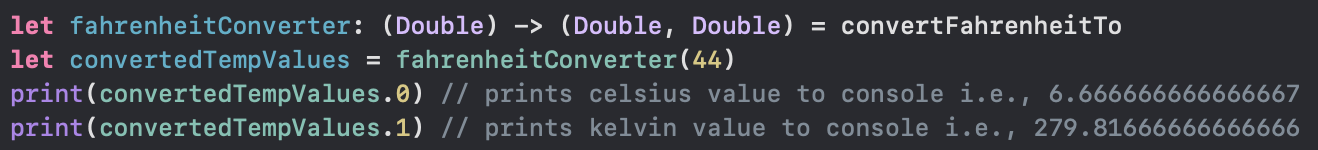 let fahrenheitConverter: (Double) -> (Double, Double) = convertFahrenheitTo
let convertedTempValues = fahrenheitConverter(44)
print(convertedTempValues.0) // prints celsius value to console i.e., 6.666666666666667
print(convertedTempValues.1) // prints kelvin value to console i.e., 279.81666666666666